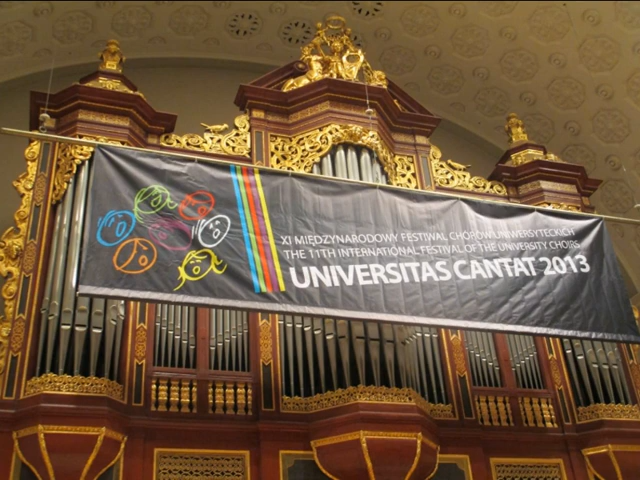 XI MIĘDZYNARODOWY FESTIWAL CHÓRÓW UNIWERSYTECKICH
THE 11TH INTERNATIONAL FESTIVAL OF THE UNIVERSITY CHOIRS
UNIVERSITAS CANTAT 2013